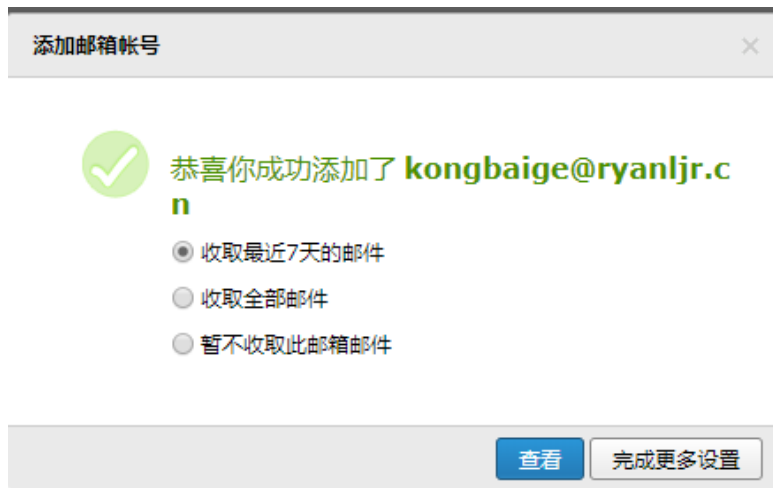 添加邮箱帐号
恭喜你成功添加了 kongbaige@ryanljr.c
n
收取最近7天的邮件
收取全部邮件
暂不收取此邮箱邮件
查看 完成更多设置